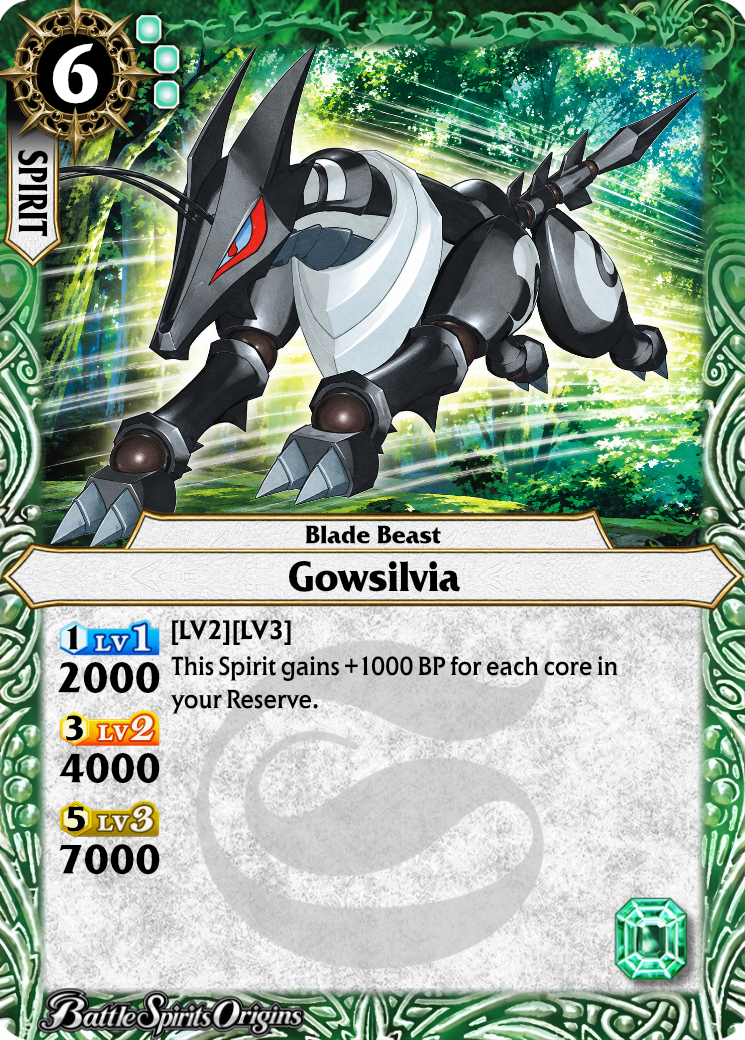 6
SPIRIT
Blade Beast
Gowsilvia
1 LV1
2000
3 LV2
4000
5 LV3
7000
[LV2][LV3]
This Spirit gains +1000 BP for each core in
your Reserve.
Battle Spirits Origins